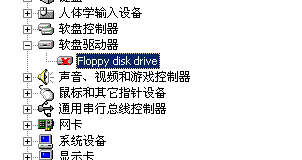 人体学输入设备
软盘控制器
软盘驱动器
Floppy disk drive
声音、视频和游戏控制器
鼠标和其它指针设备
通用串行总线控制器
网卡
系统设备
显示卡